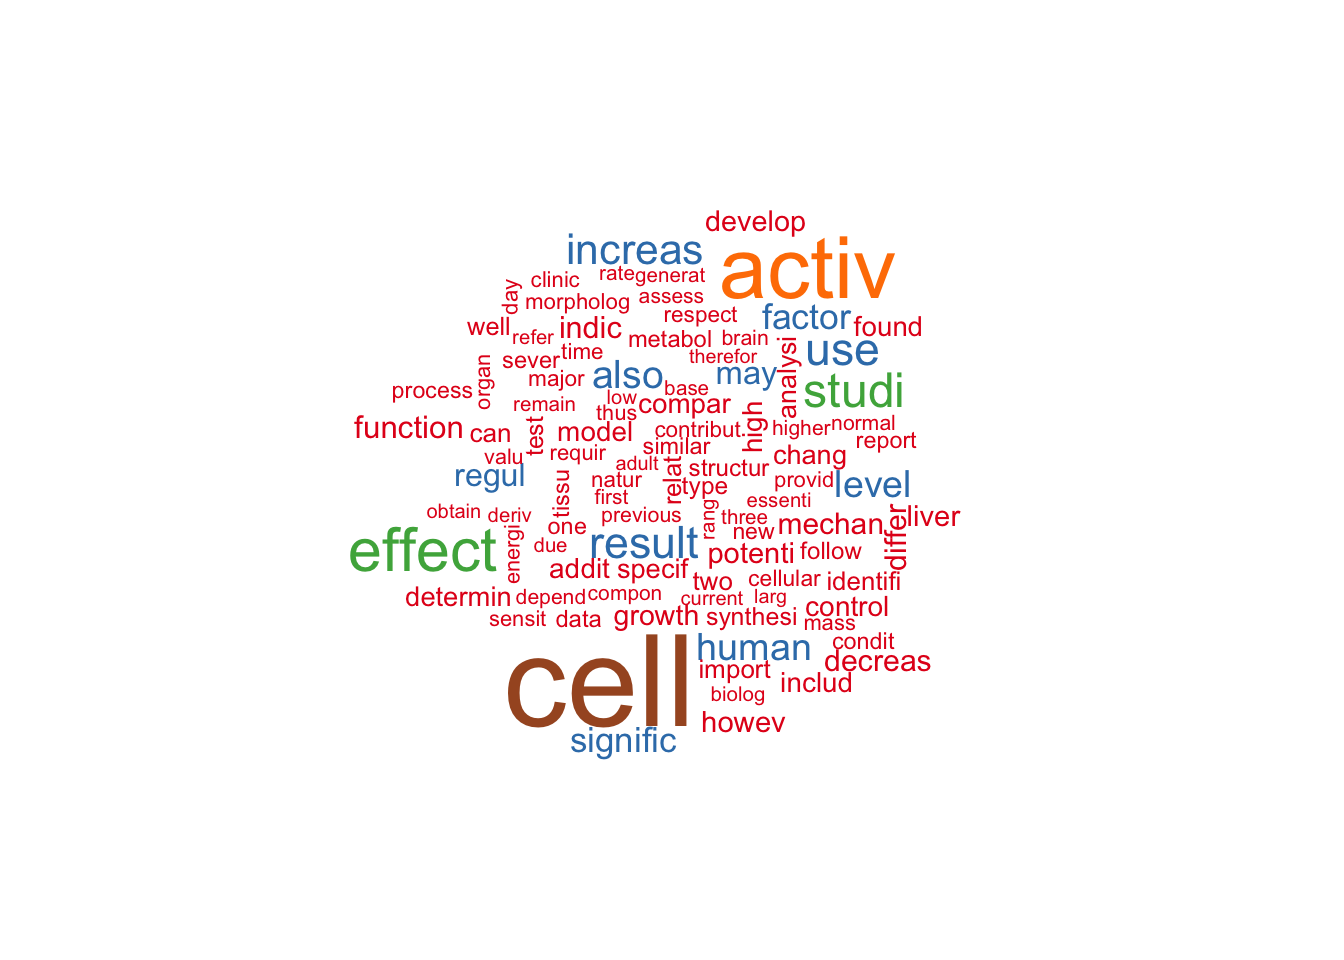 develop
increas
activ
clinic
rate
generat
day
morpholog
assess
respect
factor
found
well
refer
indic
metabol
brain
use
analysi
sever
time
therefor
also
may
studi
process
organ
major
base
low
remain
thus
compar
high
function
can
test
model
contribut
higher
normal
report
similar
valu
requir
adult
relat
structur
chang
regul
tissu
natur
type
provid
level
first
essenti
obtain
deriv
one
previous
rang
three
new
mechan
differ
liver
effect
energi
due
result
potenti
follow
addit
specif
two
cellular
identifi
determin
depend
compon
current
larg
control
sensit
data
growth
synthesi
mass
cell
human
condit
import
decreas
biolog
includ
howev
signific